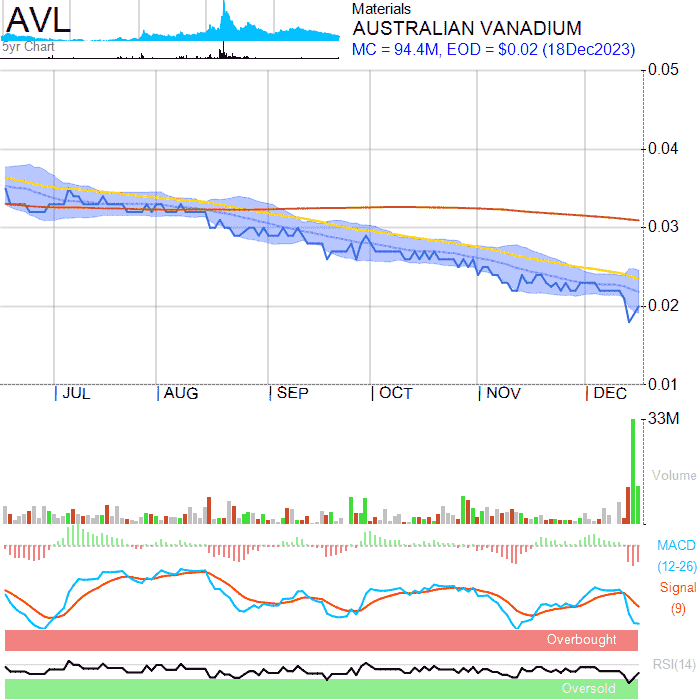 AVL
5yr Chart
Materials
AUSTRALIAN VANADIUM
MC = 94.4M, EOD = $0.02 (18Dec2023)
0.05
0.04
0.03
0.02
0.01
JUL AUG SEP OCT NOV DEC
33M
Volume
MACD
(12-26)
Signal
(9)
Overbought
RSI(14)
Oversold